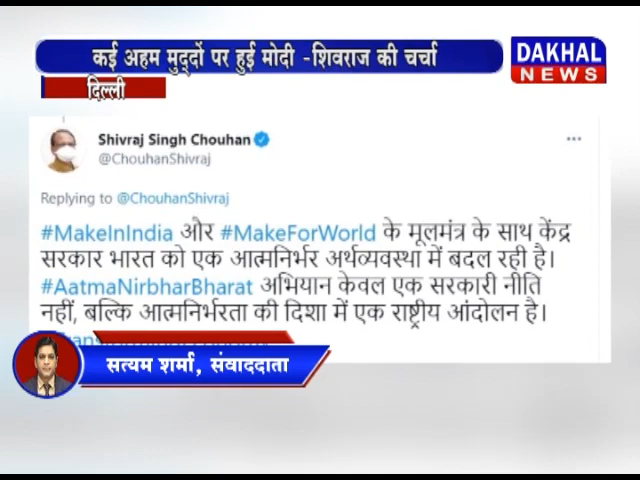 कई अहम मुद्दों पर हुई मोदी -शिवराज की चर्चा
DAKHAL
NEWS
दिल्ली
Shivraj Singh Chouhan
@ChouhanShivraj
Replying to @ChouhanShivraj
#MakeInIndia और #MakeForWorld के मूलमंत्र के साथ केंद्र
सरकार भारत को एक आत्मनिर्भर अर्थव्यवस्था में बदल रही है।
#AatmaNirbharBharat अभियान केवल एक सरकारी नीति
नहीं, बल्कि आत्मनिर्भरता की दिशा में एक राष्ट्रीय आंदोलन है।
सत्यम शर्मा, संवाददाता